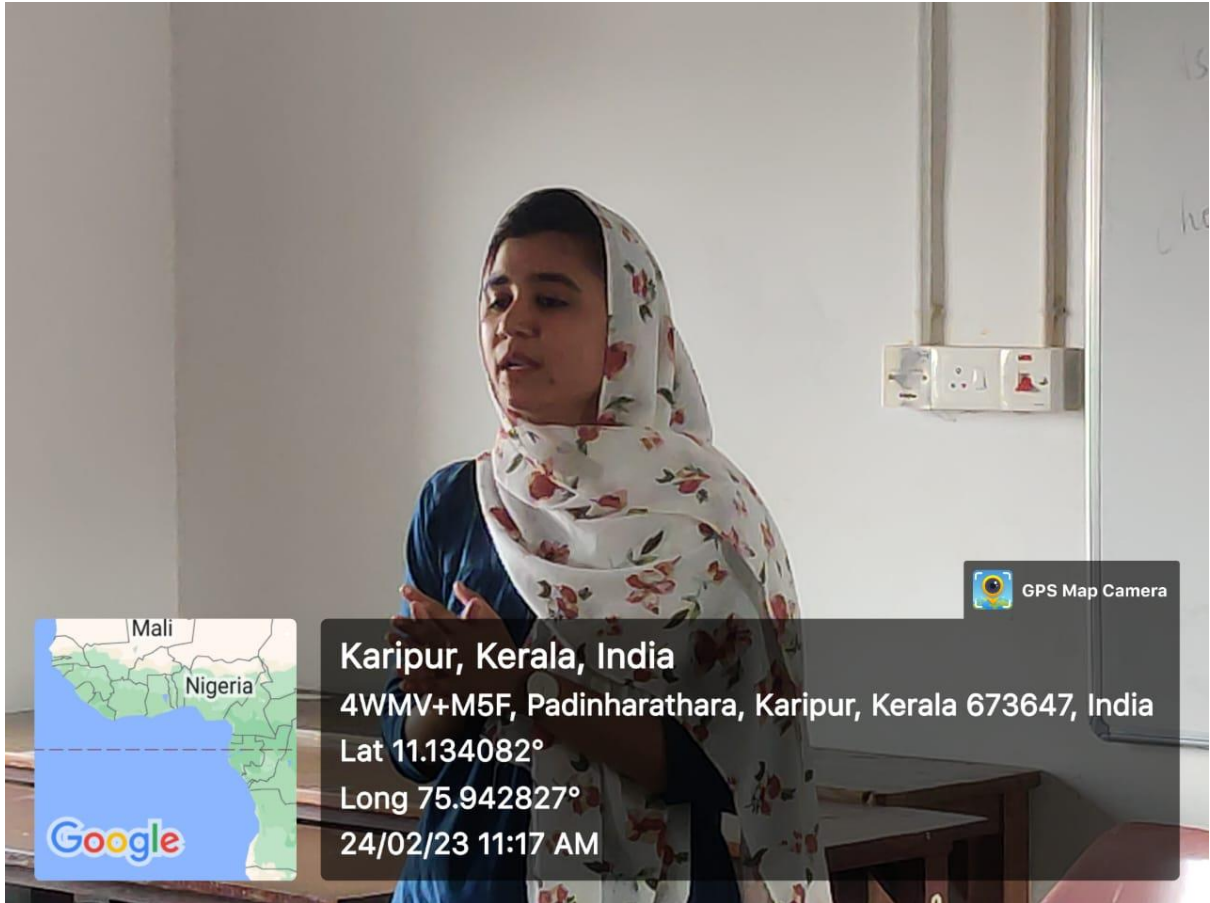 is
GPS Map Camera
Mali
Nigeria
Google
Karipur, Kerala, India
4WMV+M5F, Padinharathara, Karipur, Kerala 673647, India
Lat 11.134082°
Long 75.942827°
24/02/23 11:17 AM